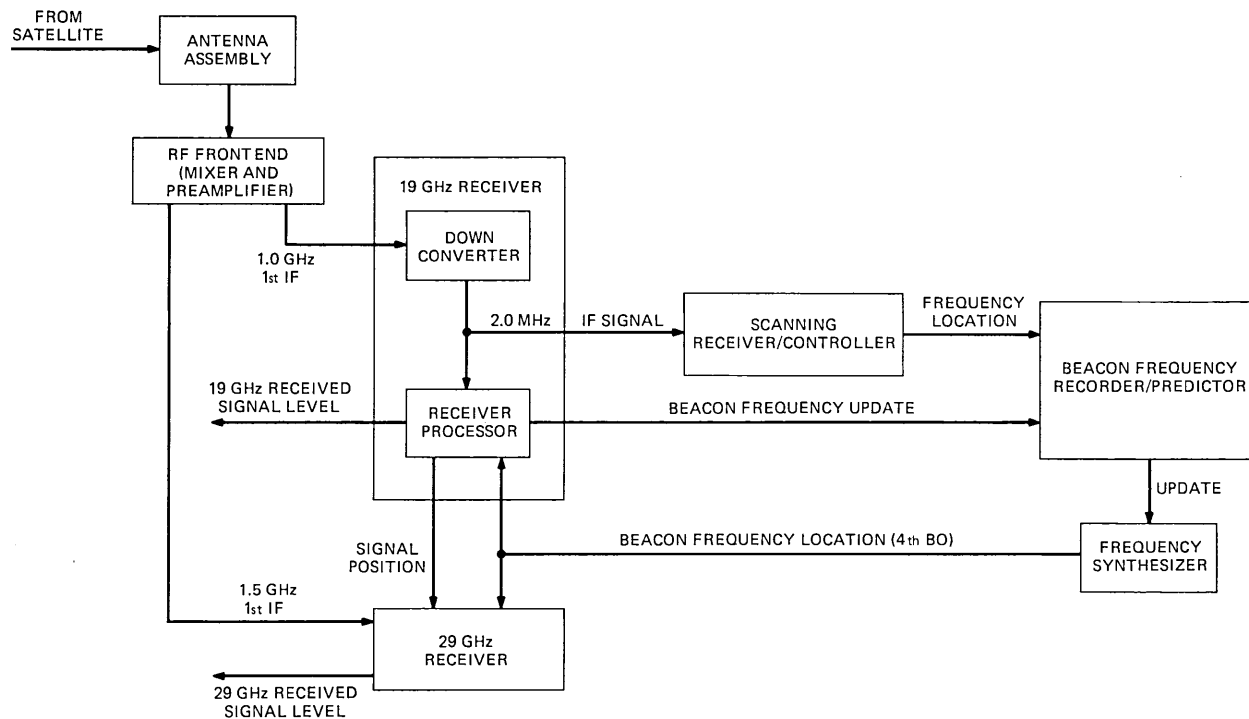 FROM
SATELLITE
ANTENNA
ASSEMBLY
RF FRONT END
(MIXER AND
PREAMPLIFIER)
19 GHz RECEIVER
DOWN
CONVERTER
1.0 GHz
1st IF
2.0 MHz
IF SIGNAL
SCANNING
RECEIVER/CONTROLLER
FREQUENCY
LOCATION
BEACON FREQUENCY
RECORDER/PREDICTOR
19 GHz RECEIVED
SIGNAL LEVEL
RECEIVER
PROCESSOR
BEACON FREQUENCY UPDATE
UPDATE
SIGNAL
POSITION
BEACON FREQUENCY LOCATION (4th BO)
FREQUENCY
SYNTHESIZER
1.5 GHz
1st IF
29 GHz
RECEIVER
29 GHz RECEIVED
SIGNAL LEVEL